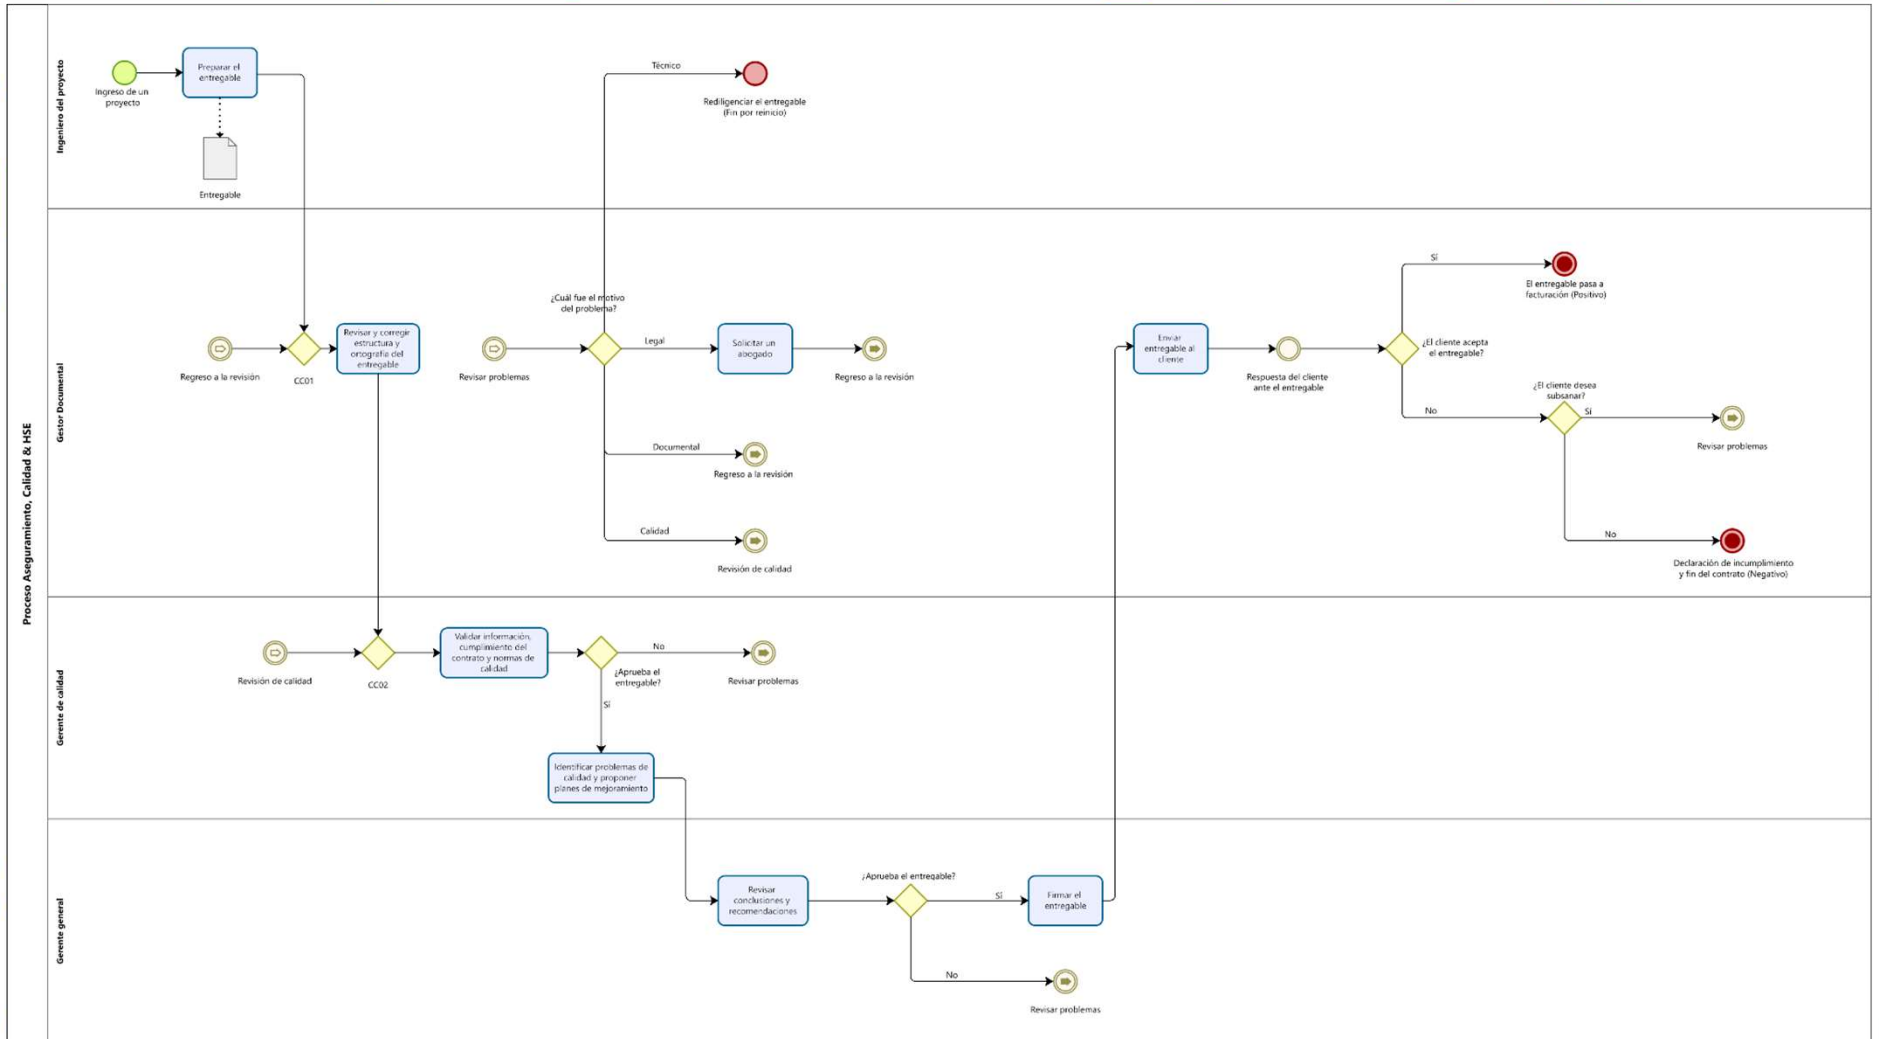 Proceso Aseguramiento, Calidad & HSE
Ingeniero del proyecto
Ingreso de un
proyecto
Preparar el
entregable
Entregable
Técnico
Rediligenciar el entregable
(Fin por reinicio)
Gestor Documental
Regreso a la revisión
CC01
Revisar y corregir
estructura y
ortografía del
entregable
Revisar problemas
¿Cuál fue el motivo
del problema?
Legal
Solicitar un
abogado
Regreso a la revisión
Documental
Regreso a la revisión
Calidad
Revisión de calidad
Enviar
entregable al
cliente
Respuesta del cliente
ante el entregable
¿El cliente acepta
el entregable?
Sí
El entregable pasa a
facturación (Positivo)
No
¿El cliente desea
subsanar?
Sí
Revisar problemas
No
Declaración de incumplimiento
y fin del contrato (Negativo)
Gerente de calidad
Revisión de calidad
CC02
Validar información,
cumplimiento del
contrato y normas de
calidad
¿Aprueba el
entregable?
No
Revisar problemas
Sí
Identificar problemas de
calidad y proponer
planes de mejoramiento
Gerente general
Revisar
conclusiones y
recomendaciones
¿Aprueba el entregable?
Sí
Firmar el
entregable
No
Revisar problemas